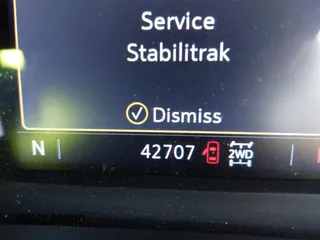 Service
Stabilitrak
Dismiss
N 42707 2WD